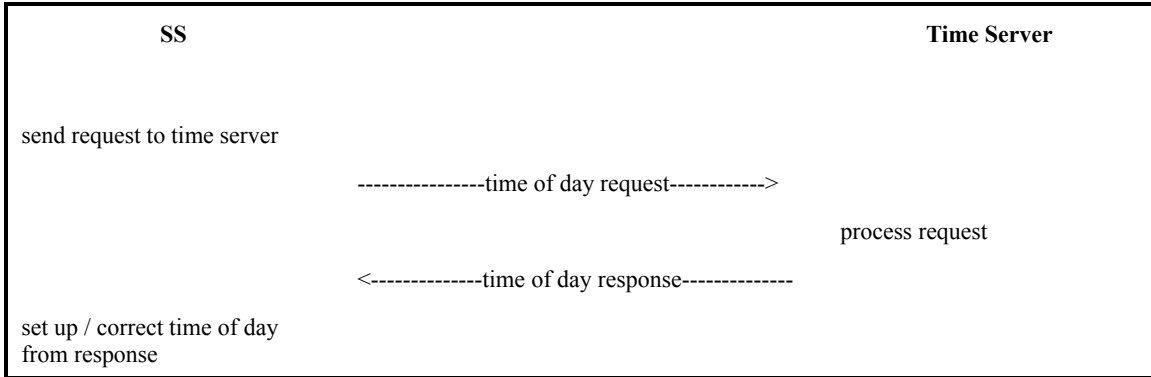 SS Time Server
send request to time server
----------------time of day request------------>
process request
<--------------time of day response--------------
set up / correct time of day
from response